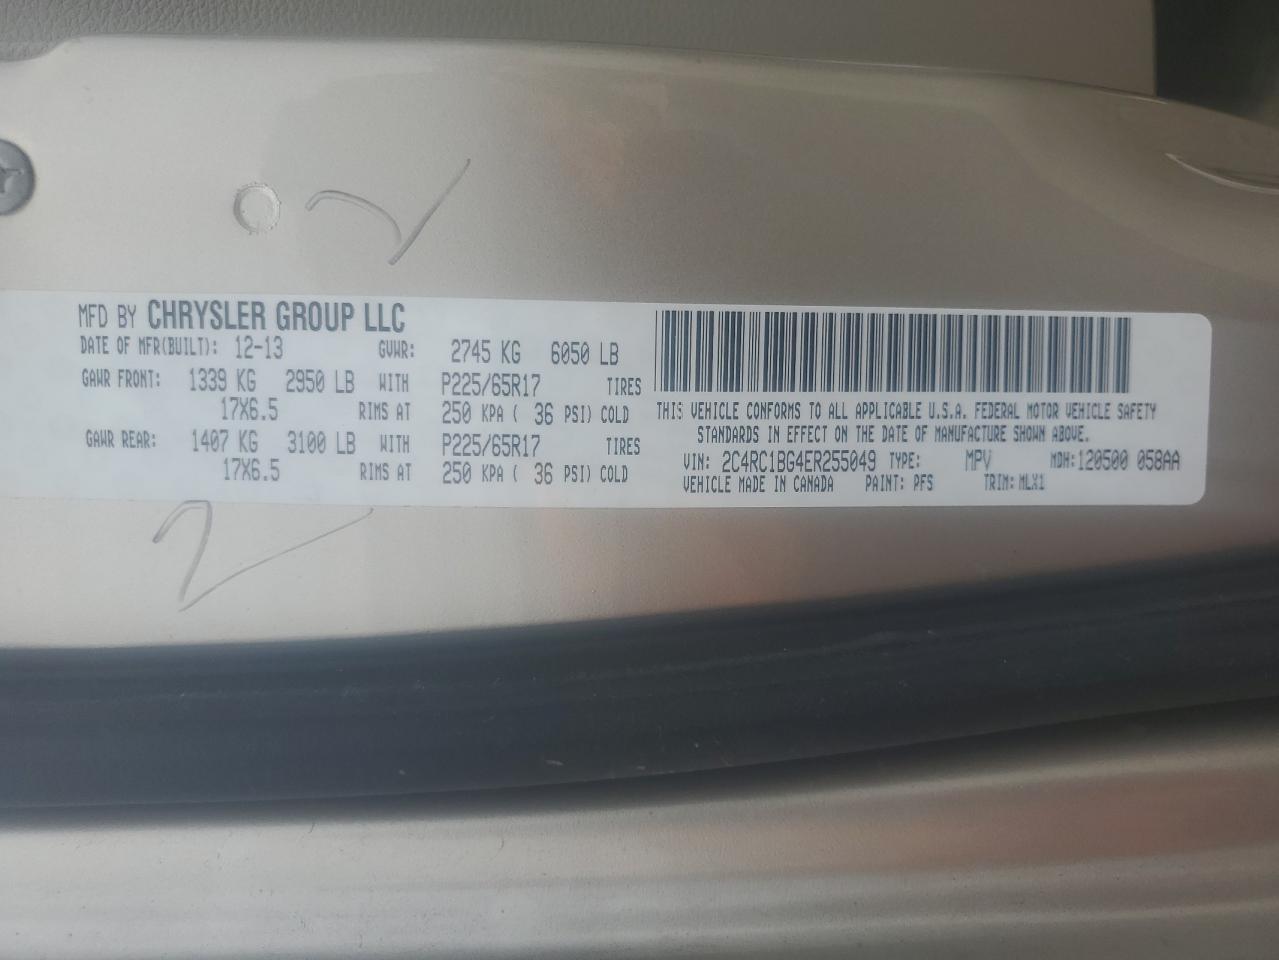 MFD BY CHRYSLER GROUP LLC
DATE OF MFR(BUILT): 12-13 GVWR: 2745 KG 6050 LB
GAWR FRONT: 1339 KG 2950 LB WITH P225/65R17 TIRES
17X6.5 RIMS AT 250 KPA ( 36 PSI) COLD
GAWR REAR: 1407 KG 3100 LB WITH P225/65R17 TIRES
17X6.5 RIMS AT 250 KPA ( 36 PSI) COLD
THIS VEHICLE CONFORMS TO ALL APPLICABLE U.S.A. FEDERAL MOTOR VEHICLE SAFETY
STANDARDS IN EFFECT ON THE DATE OF MANUFACTURE SHOWN ABOVE.
VIN: 2C4RC1BG4ER255049 TYPE: MPV MDH:120500 058AA
VEHICLE MADE IN CANADA PAINT: PFS TRIM: MLX1